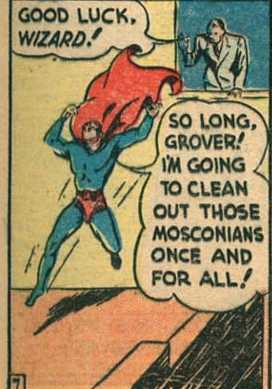 GOOD LUCK,
WIZARD!
SO LONG,
GROVER!
I'M GOING
TO CLEAN
OUT THOSE
MOSCONIANS
ONCE AND
FOR ALL!
7